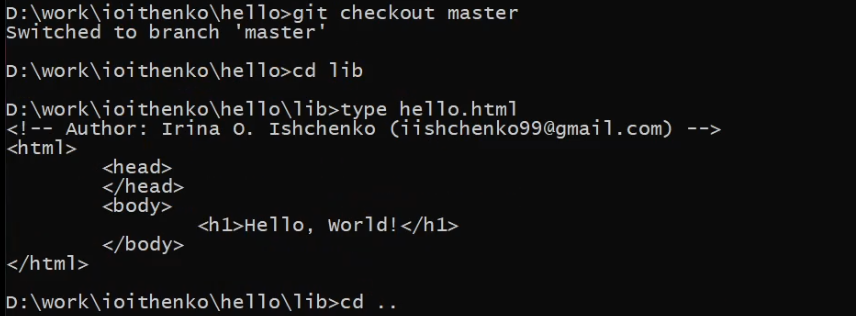 D:\work\ioithenko\hello>git checkout master
Switched to branch 'master'
D:\work\ioithenko\hello>cd lib
D:\work\ioithenko\hello\lib>type hello.html
<!-- Author: Irina O. Ishchenko (iishchenko99@gmail.com) -->
<html>
<head>
</head>
<body>
<h1>Hello, World!</h1>
</body>
</html>
D:\work\ioithenko\hello\lib>cd ..